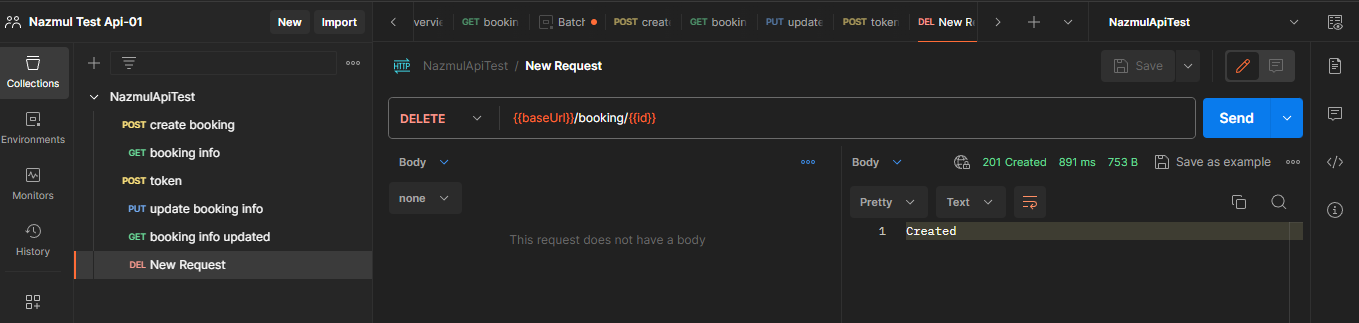 Nazmul Test Api-01
New
Import
ervie
GET bookin
Batch
POST create
GET bookin
PUT update
POST token
DEL New R
NazmulApiTest
Collections
Environments
Monitors
History
NazmulApiTest
POST create booking
GET booking info
POST token
PUT update booking info
GET booking info updated
DEL New Request
HTTP NazmulApiTest / New Request
Save
DELETE
{{baseUrl}}/booking/{{id}}
Send
Body
none
This request does not have a body
Body
201 Created 891 ms 753 B
Save as example
Pretty
Text
1 Created